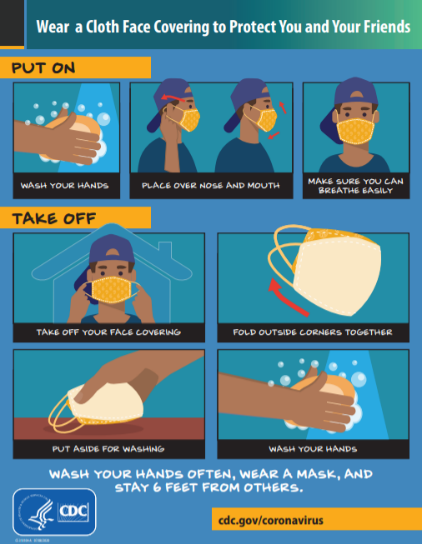 Wear a Cloth Face Covering to Protect You and Your Friends
PUT ON
WASH YOUR HANDS
PLACE OVER NOSE AND MOUTH
MAKE SURE YOU CAN
BREATHE EASILY
TAKE OFF
TAKE OFF YOUR FACE COVERING
FOLD OUTSIDE CORNERS TOGETHER
PUT ASIDE FOR WASHING
WASH YOUR HANDS
WASH YOUR HANDS OFTEN, WEAR A MASK, AND
STAY 6 FEET FROM OTHERS.
CDC
cdc.gov/coronavirus